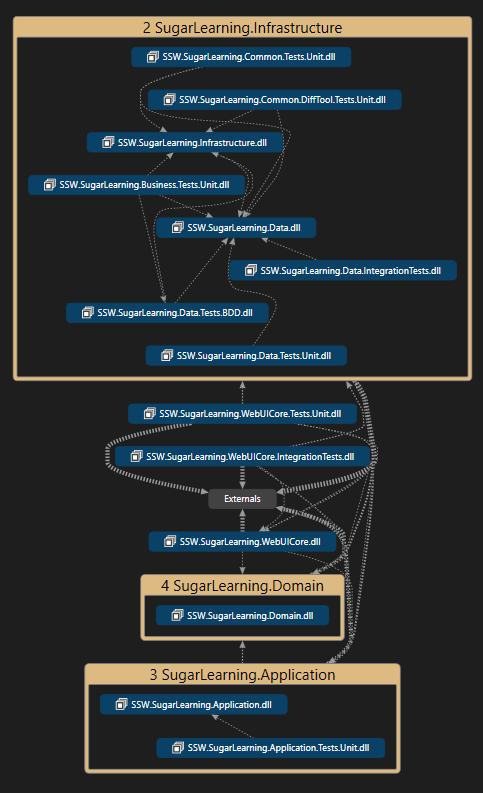 2 SugarLearning.Infrastructure
SSW.SugarLearning.Common.Tests.Unit.dll
SSW.SugarLearning.Common.DiffTool.Tests.Unit.dll
SSW.SugarLearning.Infrastructure.dll
SSW.SugarLearning.Business.Tests.Unit.dll
SSW.SugarLearning.Data.dll
SSW.SugarLearning.Data.IntegrationTests.dll
SSW.SugarLearning.Data.Tests.BDD.dll
SSW.SugarLearning.Data.Tests.Unit.dll
SSW.SugarLearning.WebUICore.Tests.Unit.dll
SSW.SugarLearning.WebUICore.IntegrationTests.dll
Externals
SSW.SugarLearning.WebUICore.dll
4 SugarLearning.Domain
SSW.SugarLearning.Domain.dll
3 SugarLearning.Application
SSW.SugarLearning.Application.dll
SSW.SugarLearning.Application.Tests.Unit.dll